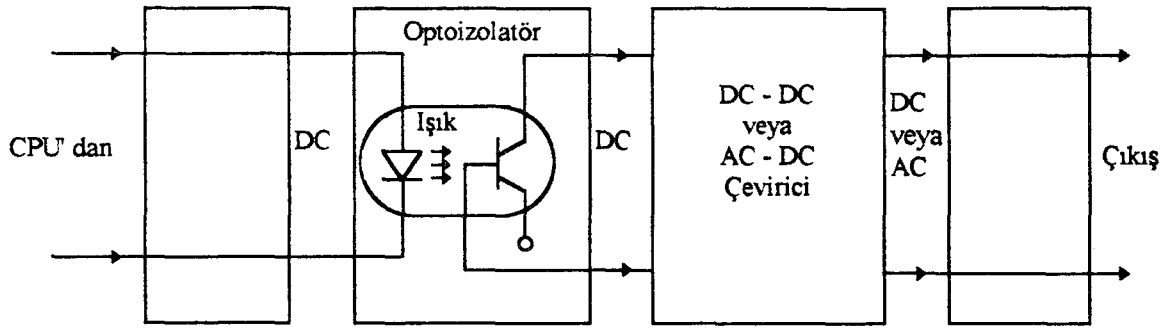 Optoizolatör
CPU' dan
DC
Işık
DC
DC - DC
veya
AC - DC
Çevirici
DC
veya
AC
Çıkış